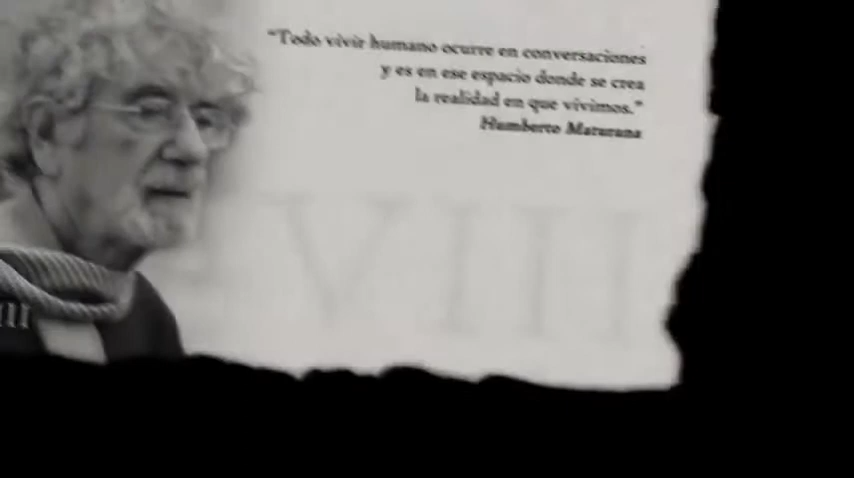 "Todo vivir humano ocurre en conversaciones
y es en ese espacio donde se crea
la realidad en que vivimos."
Humberto Maturana
VIII